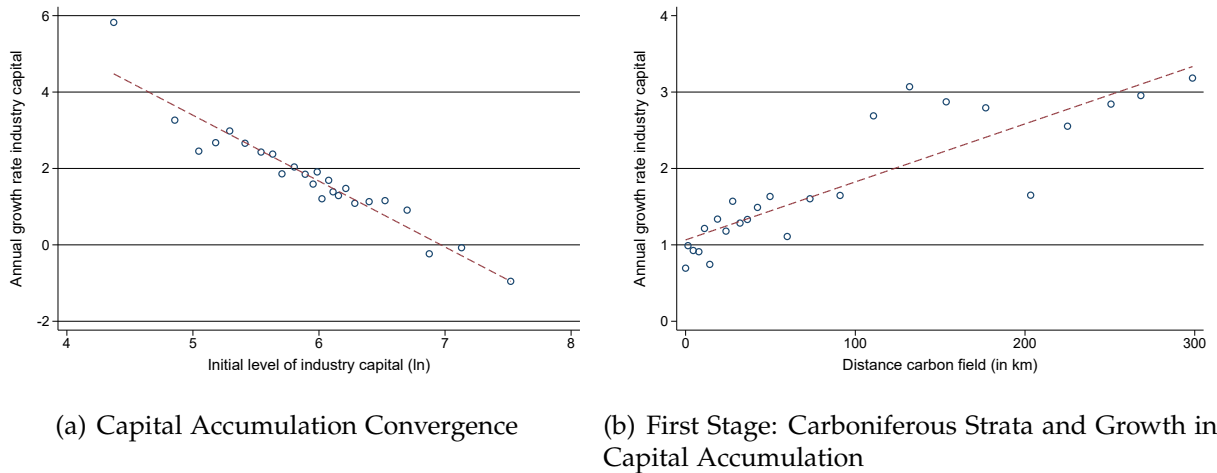 Annual growth rate industry capital
6
4
2
0
-2
4 5 6 7 8
Initial level of industry capital (ln)
(a) Capital Accumulation Convergence
Annual growth rate industry capital
4
3
2
1
0
0 100 200 300
Distance carbon field (in km)
(b) First Stage: Carboniferous Strata and Growth in
Capital Accumulation